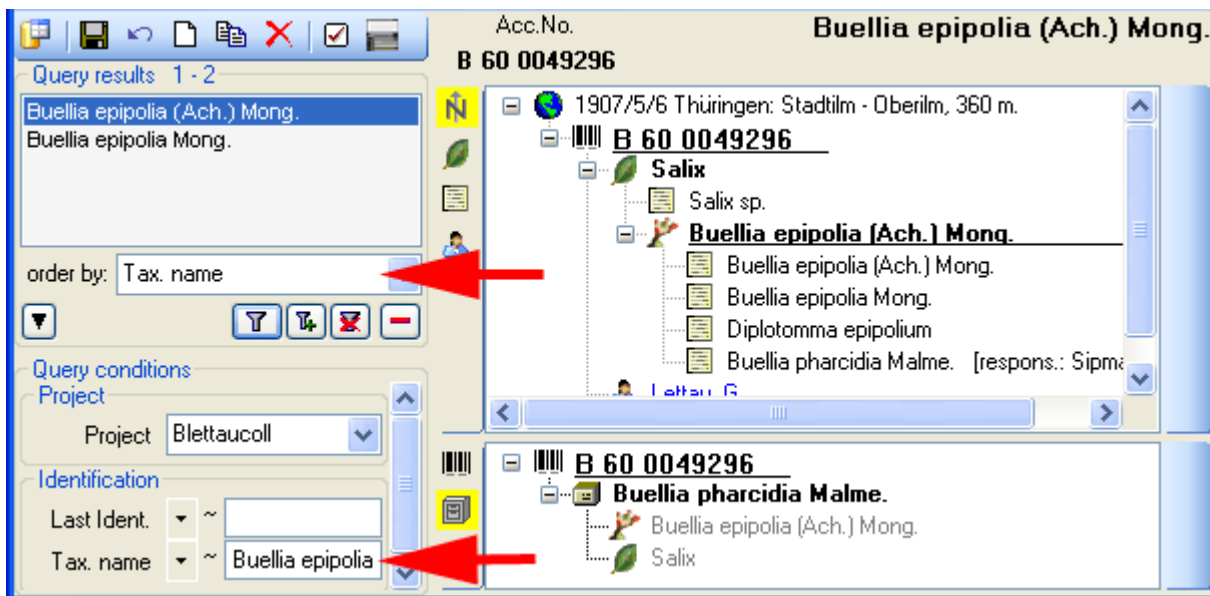 Acc.No.
Buellia epipolia (Ach.) Mong.
B 60 0049296
Query results 1 - 2
Buellia epipolia (Ach.) Mong.
Buellia epipolia Mong.
order by: Tax. name
Query conditions
Project
Project Blettaucoll
Identification
Last Ident. ~
Tax. name ~ Buellia epipolia
1907/5/6 Thüringen: Stadtilm - Oberilm, 360 m.
B 60 0049296
Salix
Salix sp.
Buellia epipolia (Ach.) Mong.
Buellia epipolia (Ach.) Mong.
Buellia epipolia Mong.
Diplotomma epipolium
Buellia pharcidia Malme. [respons.: Sipma
Lettau, G
B 60 0049296
Buellia pharcidia Malme.
Buellia epipolia (Ach.) Mong.
Salix